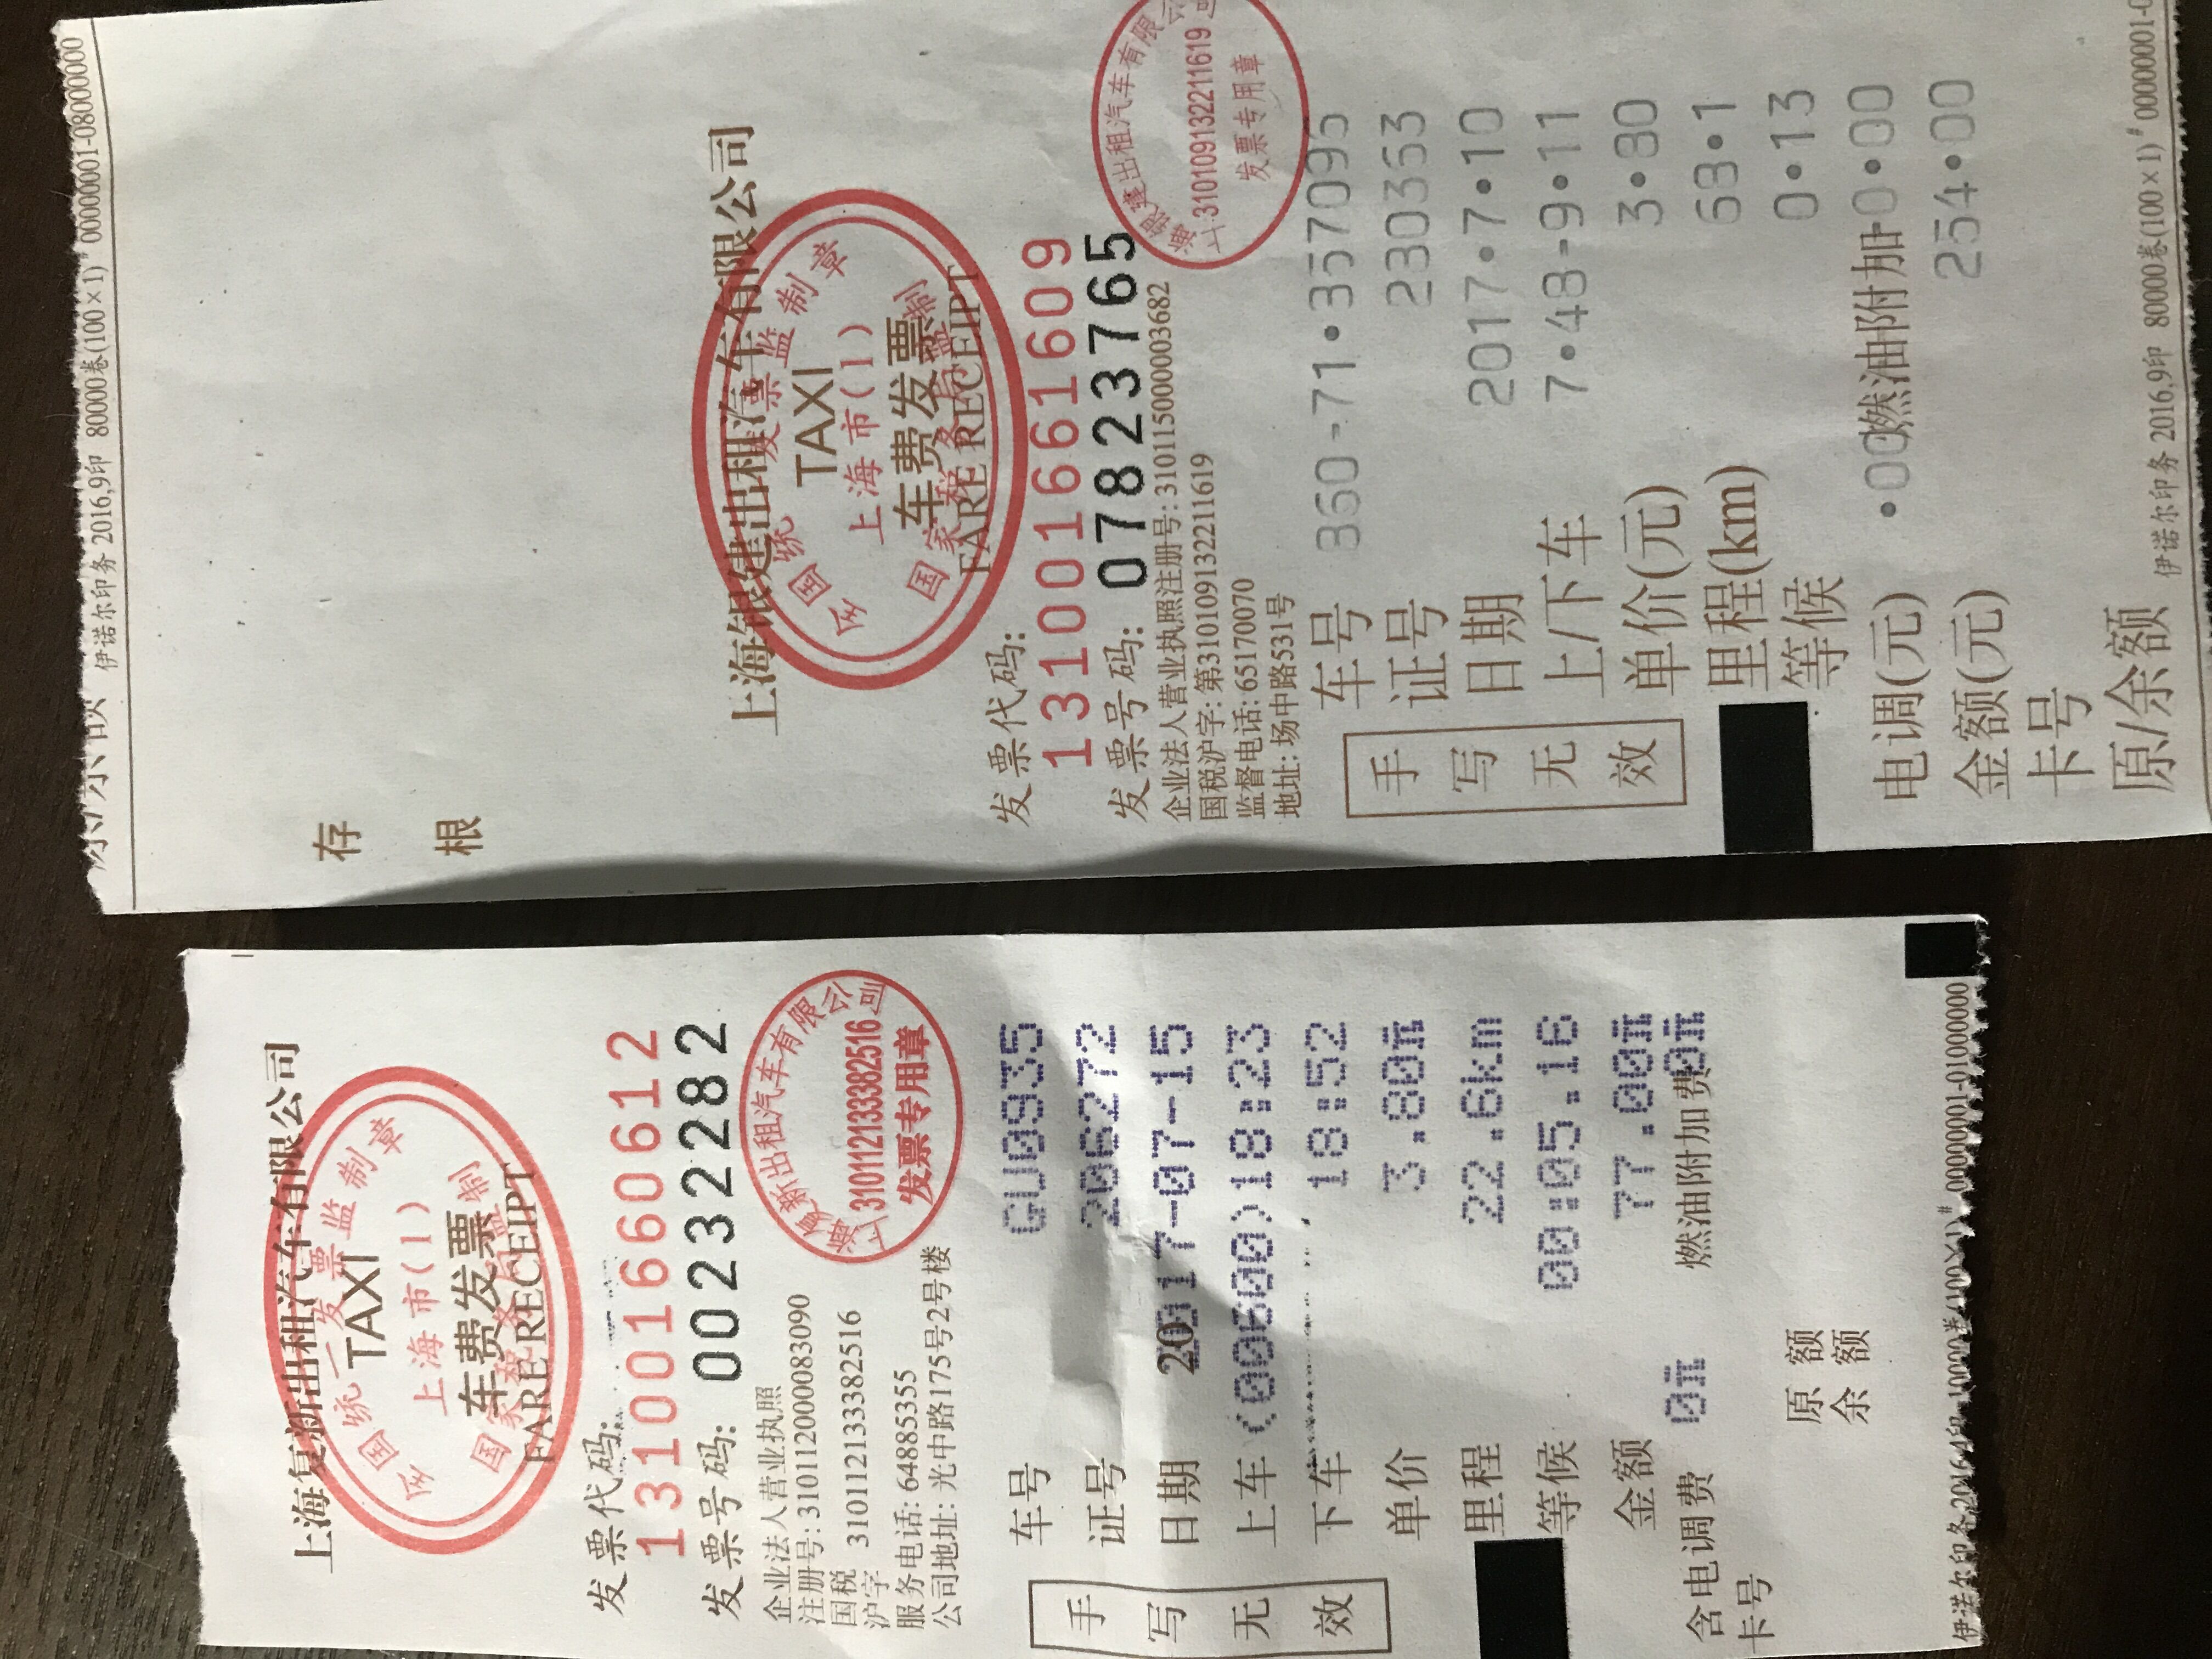 上海复新出租汽车有限公司
全国统一发票监制章
TAXI
上海市(1)
车费发票
国家税务局监制
FARE RECEIPT
发票代码:
131001660612
发票号码: 00232282
企业法人营业执照
注册号: 310112000083090
国税
沪字 310112133382516
服务电话: 64885355
公司地址: 光中路175号2号楼
上海复新出租汽车有限公司
310112133382516
发票专用章
手写无效
车号 GU0935
证号 206272
日期 2017-07-15
上车 (00600)18:23
下车 18:52
单价 3.80元
里程 22.6km
等候 00:05.16
金额 77.00元
含电调费 0元 燃油附加费 0元
卡号
原 额
余 额
伊诺尔印务 2016,4印 10000卷(100×1)# 00000001-01000000
原/余额 伊诺尔印务 2016,9印 80000卷(100×1)# 00000001-08000000
存
根
上海银建出租汽车有限公司
全国统一发票监制章
TAXI
上海市(1)
车费发票
国家税务局监制
FARE RECEIPT
发票代码:
131001661609
发票号码: 07823765
企业法人营业执照注册号: 310115000003682
国税沪字: 第310109132211619
监督电话: 65170070
地址: 场中路531号
上海银建出租汽车有限公司
310109132211619
发票专用章
手写无效
车号
证号 230353
日期 2017·7·10
上/下车 7·48-9·11
单价(元) 3·80
里程(km) 68·1
等候 0·13
电调(元) ·00 燃油附加 0·00
金额(元) 254·00
卡号
原/余额 伊诺尔印务 2016,9印 80000卷(100×1)# 00000001-0